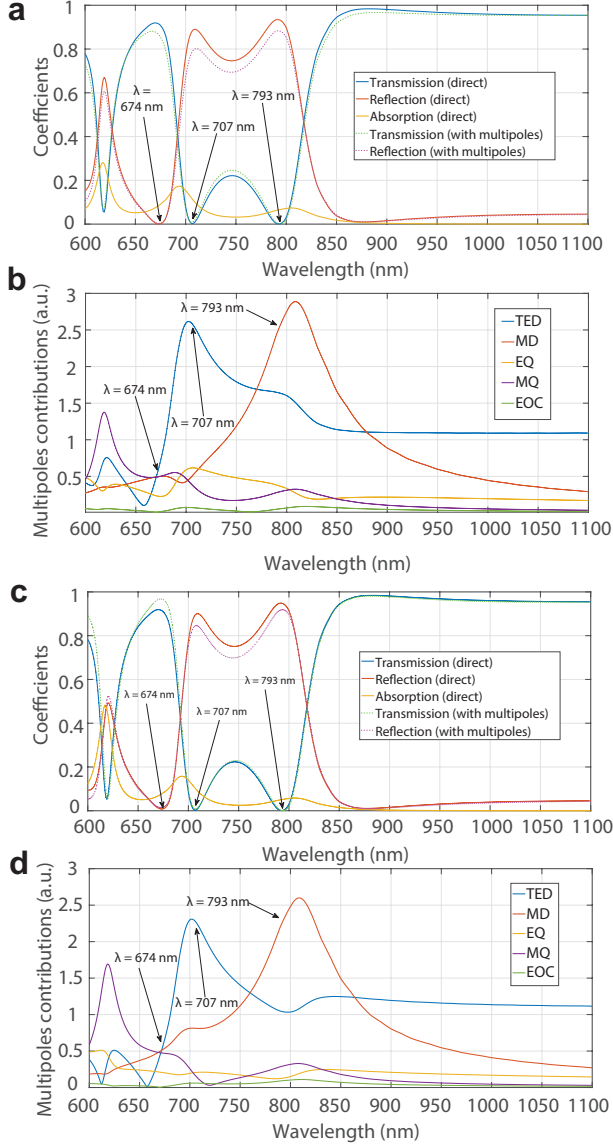 a
1
0.8
0.6
0.4
0.2
0
Coefficients
λ =
674 nm
λ = 707 nm
λ = 793 nm
Transmission (direct)
Reflection (direct)
Absorption (direct)
Transmission (with multipoles)
Reflection (with multipoles)
600 650 700 750 800 850 900 950 1000 1050 1100
Wavelength (nm)
b
3
2.5
2
1.5
1
0.5
Multipoles contributions (a.u.)
λ = 793 nm
λ = 674 nm
λ = 707 nm
TED
MD
EQ
MQ
EOC
600 650 700 750 800 850 900 950 1000 1050 1100
Wavelength (nm)
c
1
0.8
0.6
0.4
0.2
0
Coefficients
λ = 674 nm
λ = 707 nm
λ = 793 nm
Transmission (direct)
Reflection (direct)
Absorption (direct)
Transmission (with multipoles)
Reflection (with multipoles)
600 650 700 750 800 850 900 950 1000 1050 1100
Wavelength (nm)
d
3
2.5
2
1.5
1
0.5
0
Multipoles contributions (a.u.)
λ = 793 nm
λ = 674 nm
λ = 707 nm
TED
MD
EQ
MQ
EOC
600 650 700 750 800 850 900 950 1000 1050 1100
Wavelength (nm)